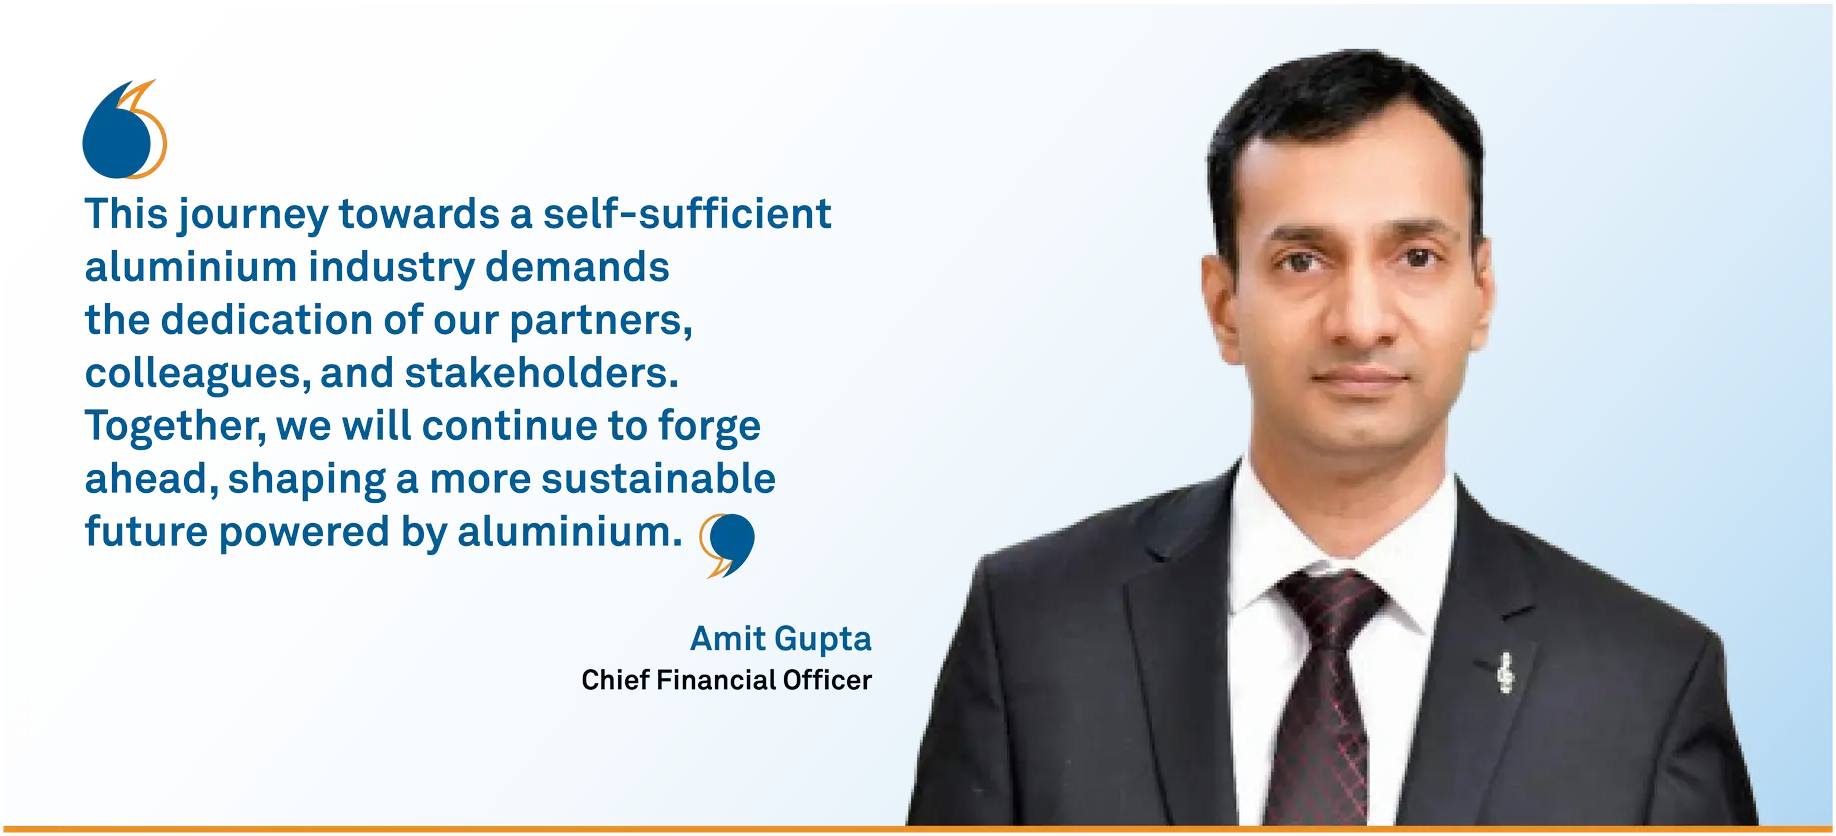 This journey towards a self-sufficient
aluminium industry demands
the dedication of our partners,
colleagues, and stakeholders.
Together, we will continue to forge
ahead, shaping a more sustainable
future powered by aluminium.
Amit Gupta
Chief Financial Officer